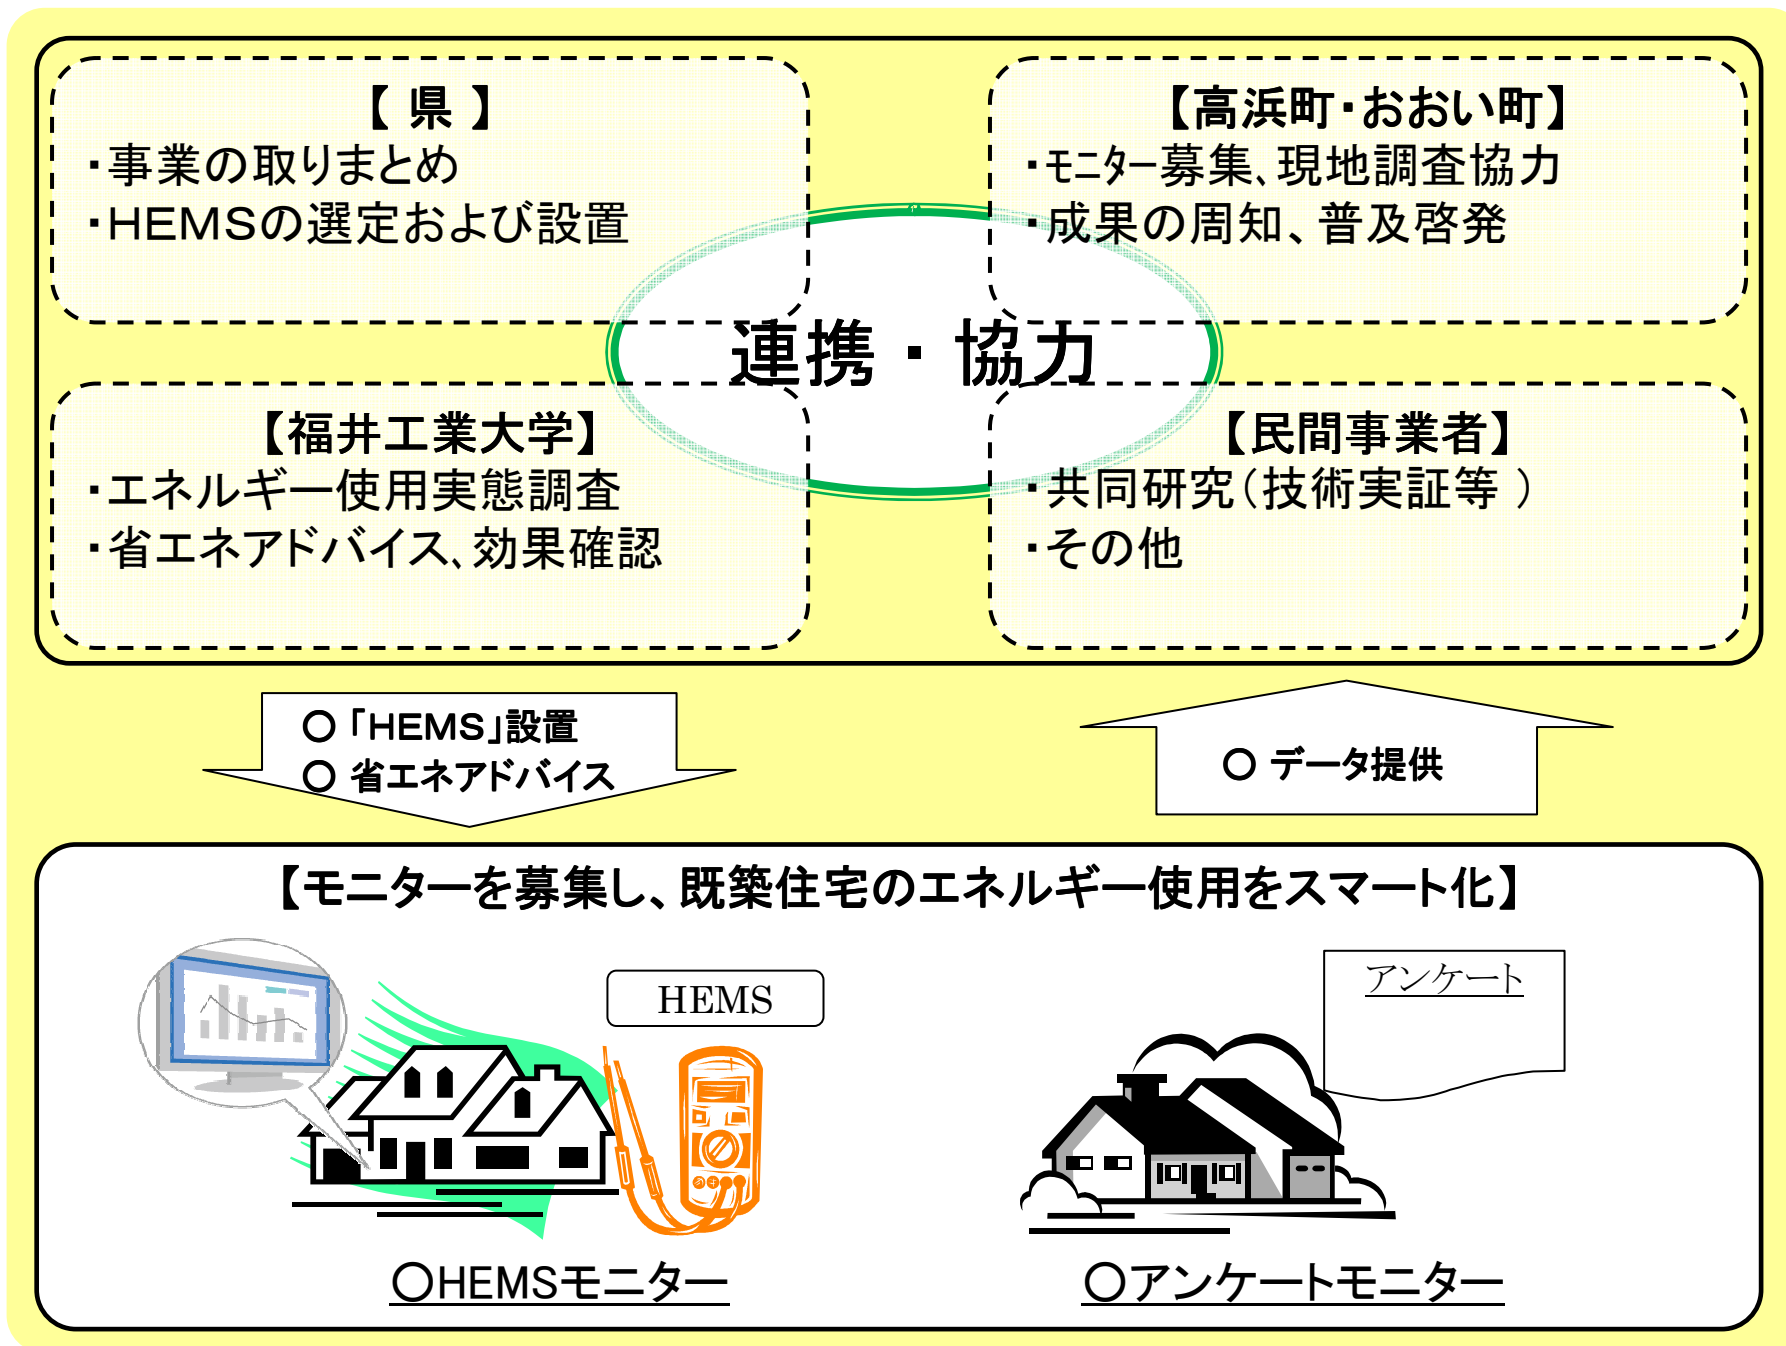 【 県 】
・事業の取りまとめ
・HEMSの選定および設置
【高浜町・おおい町】
・モニター募集、現地調査協力
・成果の周知、普及啓発
連携・協力
【福井工業大学】
・エネルギー使用実態調査
・省エネアドバイス、効果確認
【民間事業者】
・共同研究（技術実証等 ）
・その他
○「HEMS」設置
○ 省エネアドバイス
○ データ提供
【モニターを募集し、既築住宅のエネルギー使用をスマート化】
HEMS
アンケート
○HEMSモニター
○アンケートモニター